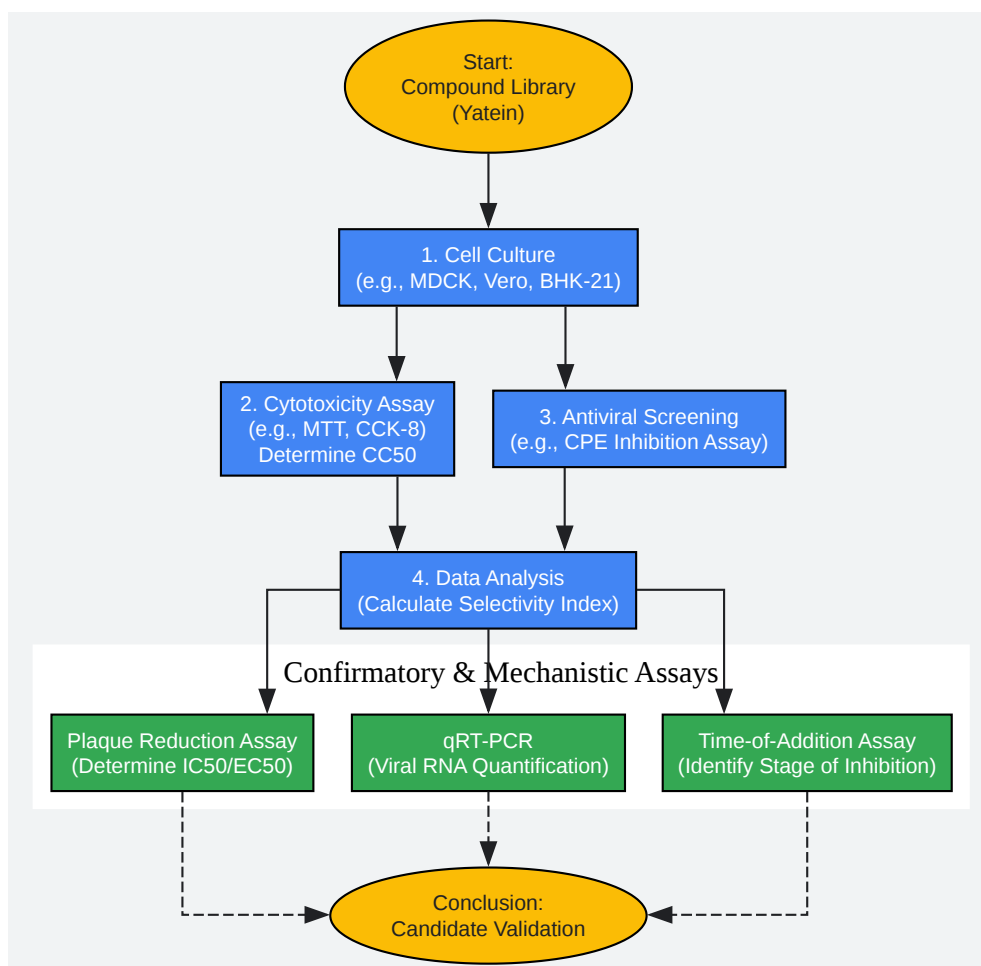 Start:
Compound Library
(Yatein)
1. Cell Culture
(e.g., MDCK, Vero, BHK-21)
2. Cytotoxicity Assay
(e.g., MTT, CCK-8)
Determine CC50
3. Antiviral Screening
(e.g., CPE Inhibition Assay)
4. Data Analysis
(Calculate Selectivity Index)
Confirmatory & Mechanistic Assays
Plaque Reduction Assay
(Determine IC50/EC50)
qRT-PCR
(Viral RNA Quantification)
Time-of-Addition Assay
(Identify Stage of Inhibition)
Conclusion:
Candidate Validation